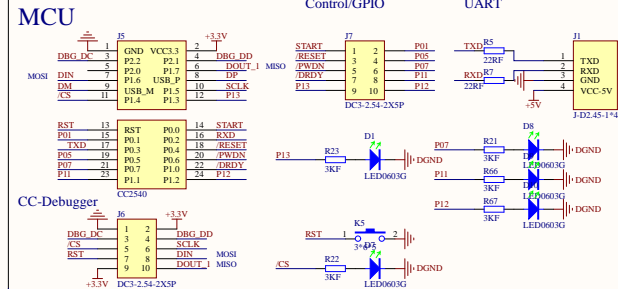 Control/GPIO UART
MCU
J5 +3.3V
1 GND VCC3.3 2
DBG_DC 3 P2.2 P2.1 4 DBG_DD
5 P2.0 P1.7 6 DOUT_1 MISO
MOSI DIN 7 P1.6 USB_P 8 DP
DM 9 USB_M P1.5 10 SCLK
/CS 11 P1.4 P1.3 12 P13
RST 13 RST P0.0 14 START
P01 15 P0.1 P0.2 16 RXD
TXD 17 P0.3 P0.4 18 /RESET
P05 19 P0.5 P0.6 20 /PWDN
P07 21 P0.7 P1.0 22 /DRDY
P11 23 P1.1 P1.2 24 P12
CC2540
J7
START 1 2 P01
/RESET 3 4 P05
/PWDN 5 6 P07
/DRDY 7 8 P11
P13 9 10 P12
DC3-2.54-2X5P
J1
TXD R5 1 TXD
22RF 2 RXD
RXD R7 3 GND
22RF 4 VCC-5V
+5V
J-D2.45-1*4
D1
P13 R23 DGND
3KF LED0603G
D8
P07 R21 DGND
3KF LED0603G
P11 R66
3KF LED0603G
P12 R67 DGND
3KF LED0603G
CC-Debugger
J6 +3.3V
1 2
DBG_DC 3 4 DBG_DD
/CS 5 6 SCLK
RST 7 8 DIN MOSI
9 10 DOUT_1 MISO
+3.3V DC3-2.54-2X5P
K5
RST 1 2
3*6*5
/CS R22 DGND
3KF LED0603G